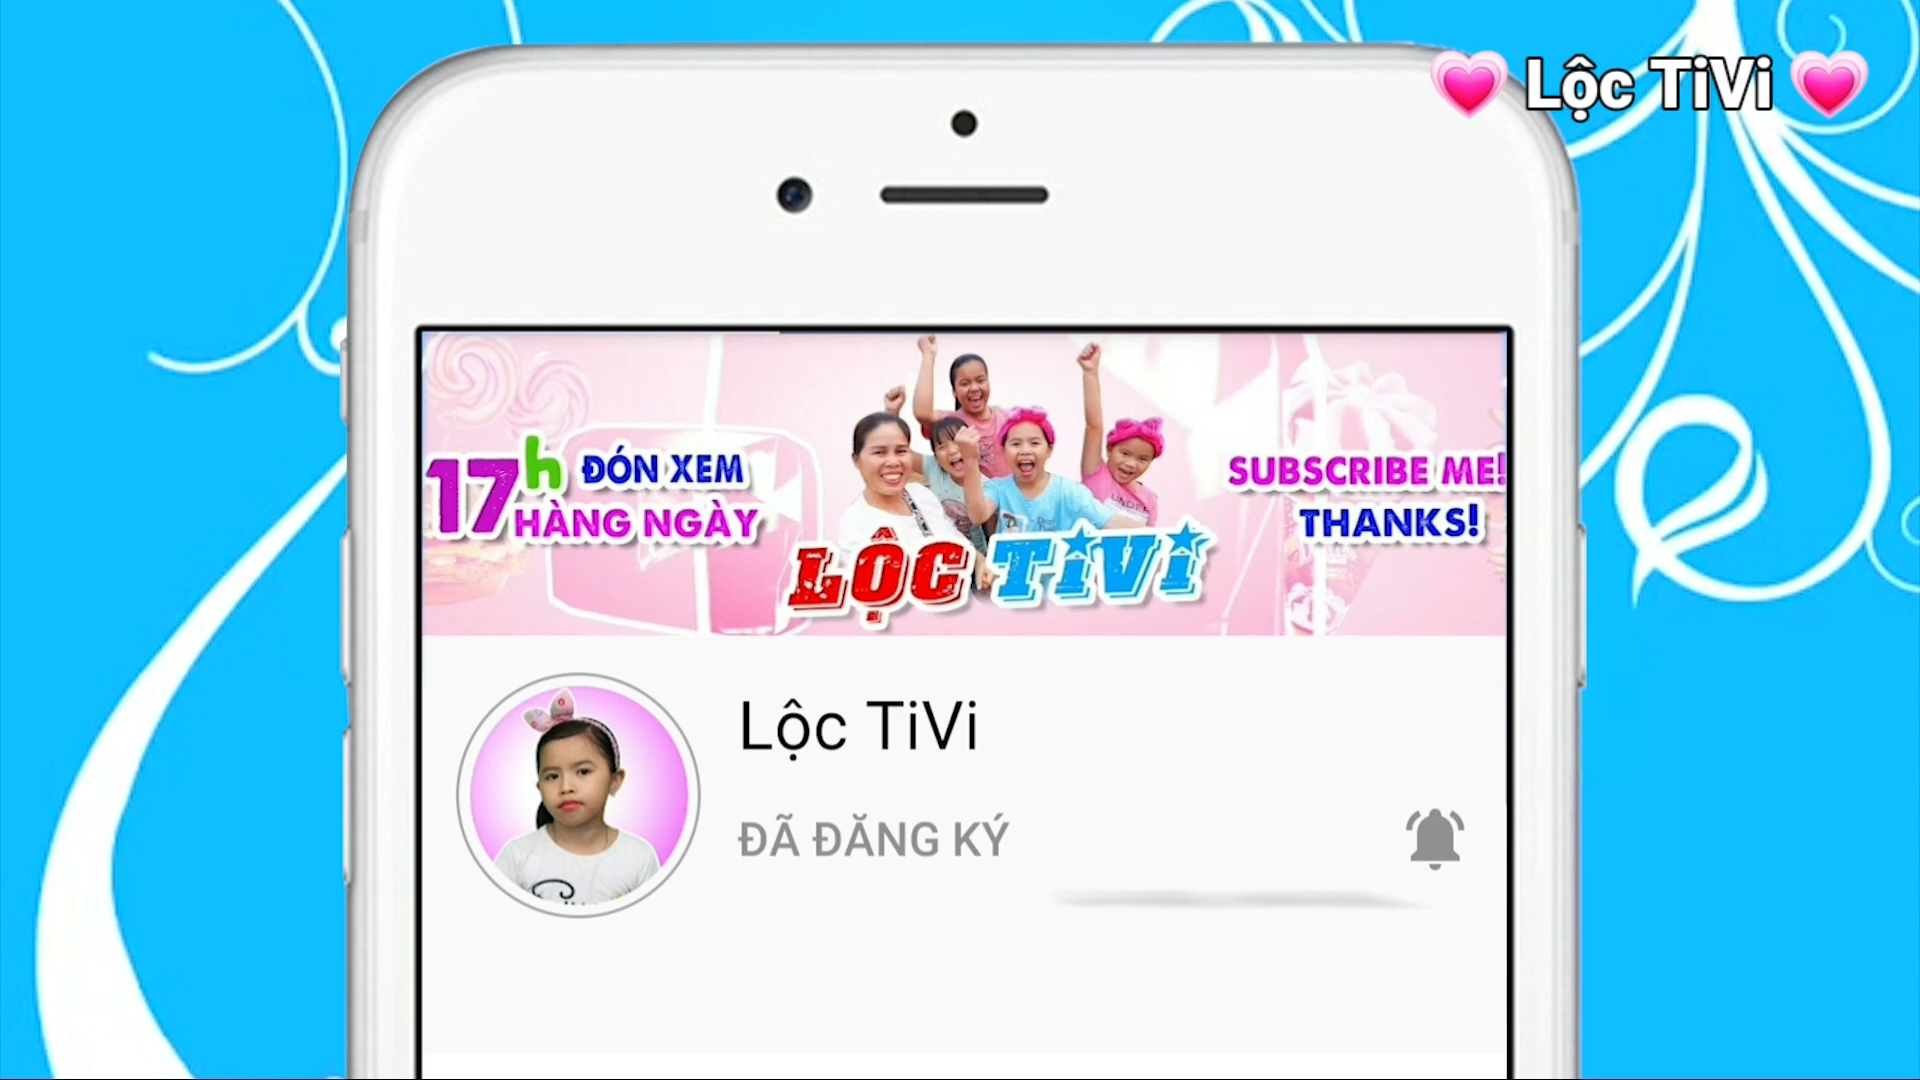 Lộc TiVi
17h ĐÓN XEM
HÀNG NGÀY
LỘC TiVi
SUBSCRIBE ME!
THANKS!
Lộc TiVi
ĐÃ ĐĂNG KÝ